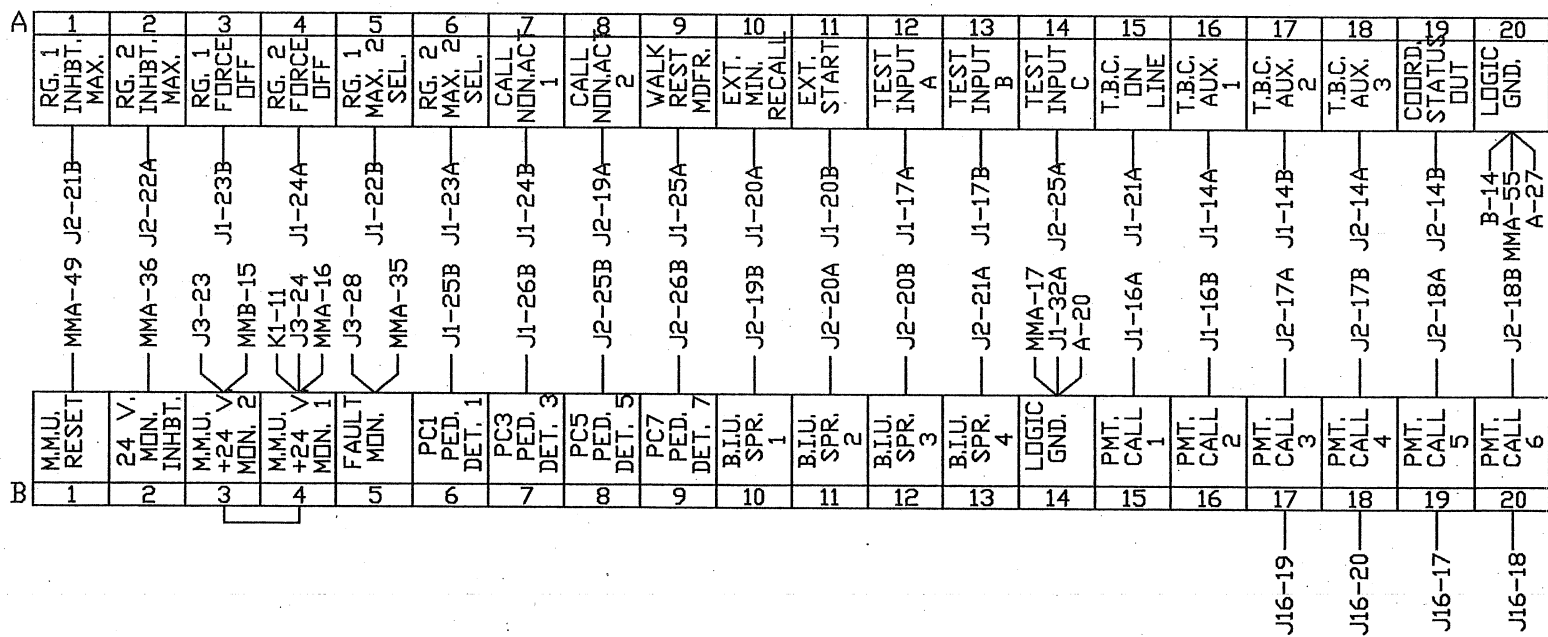 A 1 2 3 4 5 6 7 8 9 10 11 12 13 14 15 16 17 18 19 20
RG. 1
INHBT.
MAX.
RG. 2
INHBT.
MAX.
RG. 1
FORCE
OFF
RG. 2
FORCE
OFF
RG. 1
MAX. 2
SEL.
RG. 2
MAX. 2
SEL.
CALL
NON.ACT
1
CALL
NON.ACT
2
WALK
REST
MDFR.
EXT.
MIN.
RECALL
EXT.
START
TEST
INPUT
A
TEST
INPUT
B
TEST
INPUT
C
T.B.C.
ON
LINE
T.B.C.
AUX.
1
T.B.C.
AUX.
2
T.B.C.
AUX.
3
COORD.
STATUS
OUT
LOGIC
GND.
J2-21B
J2-22A
J1-23B
J1-24A
J1-22B
J1-23A
J1-24B
J2-19A
J1-25A
J1-20A
J1-20B
J1-17A
J1-17B
J2-25A
J1-21A
J1-14A
J1-14B
J2-14A
J2-14B
B-14
MMA-55
A-27
MMA-49
MMA-36
J3-23
MMB-15
K1-11
J3-24
MMA-16
J3-28
MMA-35
J1-25B
J1-26B
J2-25B
J2-26B
J2-19B
J2-20A
J2-20B
J2-21A
MMA-17
J1-32A
A-20
J1-16A
J1-16B
J2-17A
J2-17B
J2-18A
J2-18B
M.M.U.
RESET
24 V.
MON.
INHBT.
M.M.U.
+24 V
MON. 2
M.M.U.
+24 V
MON. 1
FAULT
MON.
PC1
PED.
DET. 1
PC3
PED.
DET. 3
PC5
PED.
DET. 5
PC7
PED.
DET. 7
B.I.U.
SPR.
1
B.I.U.
SPR.
2
B.I.U.
SPR.
3
B.I.U.
SPR.
4
LOGIC
GND.
PMT.
CALL
1
PMT.
CALL
2
PMT.
CALL
3
PMT.
CALL
4
PMT.
CALL
5
PMT.
CALL
6
B 1 2 3 4 5 6 7 8 9 10 11 12 13 14 15 16 17 18 19 20
J16-19
J16-20
J16-17
J16-18